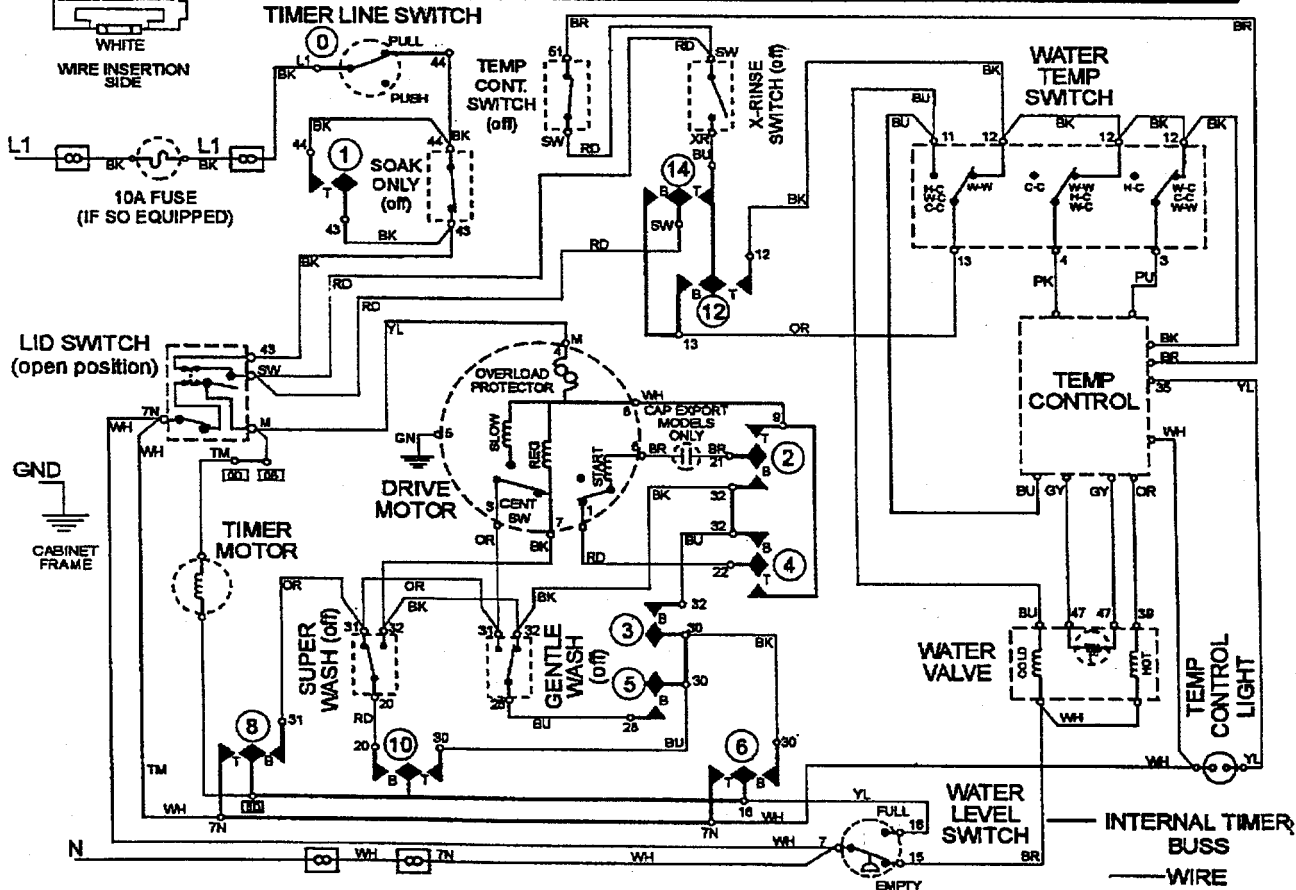 WHITE
WIRE INSERTION
SIDE
TIMER LINE SWITCH
0
PULL
PUSH
L1
BK
44
L1
BK
L1
BK
10A FUSE
(IF SO EQUIPPED)
BK
44
1
T
43
BK
BK
44
SOAK
ONLY
(off)
43
BK
TEMP
CONT.
SWITCH
(off)
51
BR
SW
RD
RD
SW
X-RINSE
SWITCH (off)
XR
BU
14
B
T
SW
RD
BR
WATER
TEMP
SWITCH
BK
BU
BU
11
12
BK
12
BK
12
BK
W-W
C-C
W-W
H-C
W-C
H-C
W-C
C-C
W-W
13
4
3
PK
PU
BK
12
B
T
12
13
OR
RD
RD
YL
LID SWITCH
(open position)
43
SW
M
7N
WH
WH
TM
GND
CABINET
FRAME
TIMER
MOTOR
M
4
OVERLOAD
PROTECTOR
SLOW
REG
START
GN
5
DRIVE
MOTOR
CENT
SW
3
7
1
OR
BK
RD
WH
6
CAP EXPORT
MODELS
ONLY
BR
BR
21
9
T
2
B
32
BK
32
BU
B
22
4
T
TEMP
CONTROL
BK
BR
35
YL
WH
BU
GY
GY
OR
OR
31
32
OR
BK
SUPER
WASH (off)
20
RD
20
31
32
BK
GENTLE
WASH
(off)
28
BU
28
32
B
3
30
5
30
B
BK
BU
31
8
T
B
10
B
T
30
6
T
B
30
16
YL
TM
WH
7N
7N
WH
WH
WATER
VALVE
BU
47
47
COLD
HOT
WH
TEMP
CONTROL
LIGHT
WH
YL
WATER
LEVEL
SWITCH
FULL
16
7
15
EMPTY
BR
WH
N
WH
7N
WH
INTERNAL TIMER
BUSS
WIRE